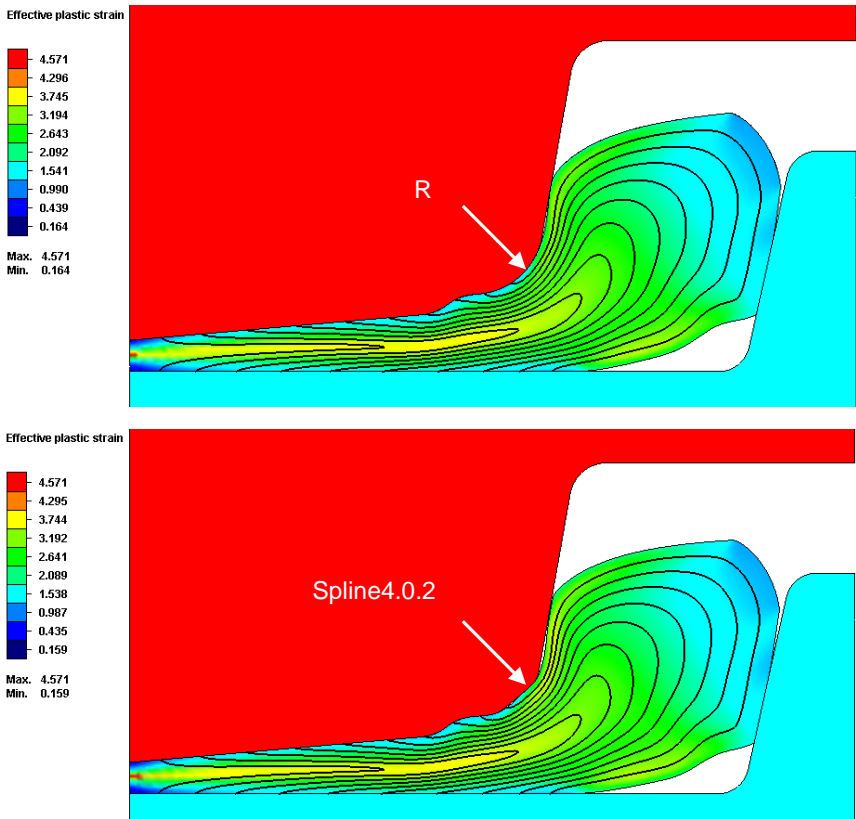 Effective plastic strain
4.571
4.296
3.745
3.194
2.643
2.092
1.541
0.990
0.439
0.164
Max. 4.571
Min. 0.164
R
Effective plastic strain
4.571
4.295
3.744
3.192
2.641
2.089
1.538
0.987
0.435
0.159
Max. 4.571
Min. 0.159
Spline4.0.2